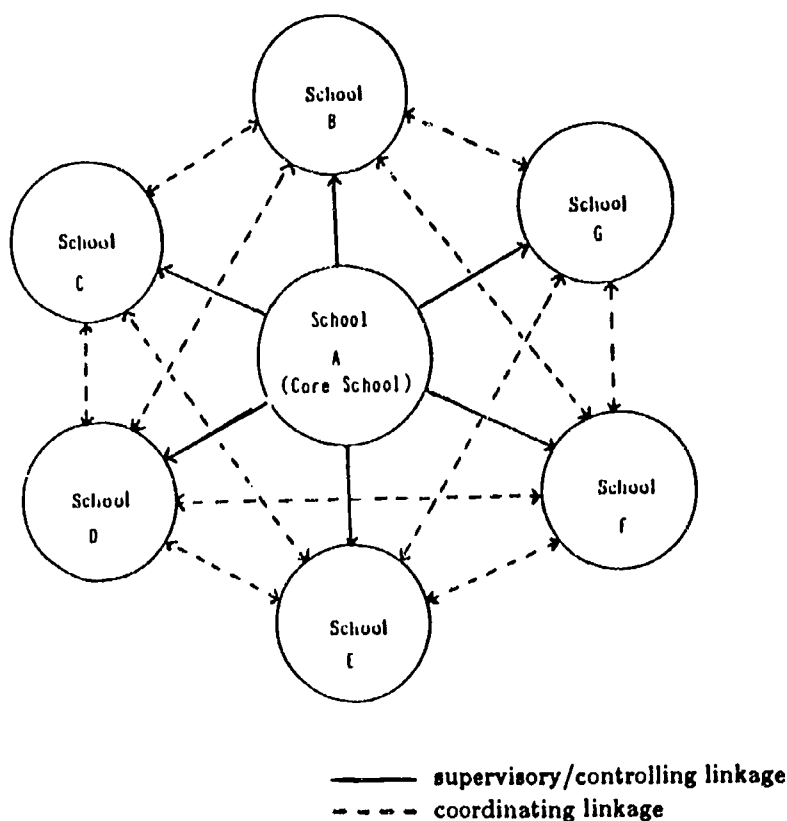 School
B
School
G
School
C
School
A
(Core School)
School
D
School
F
School
E
supervisory/controlling linkage
coordinating linkage